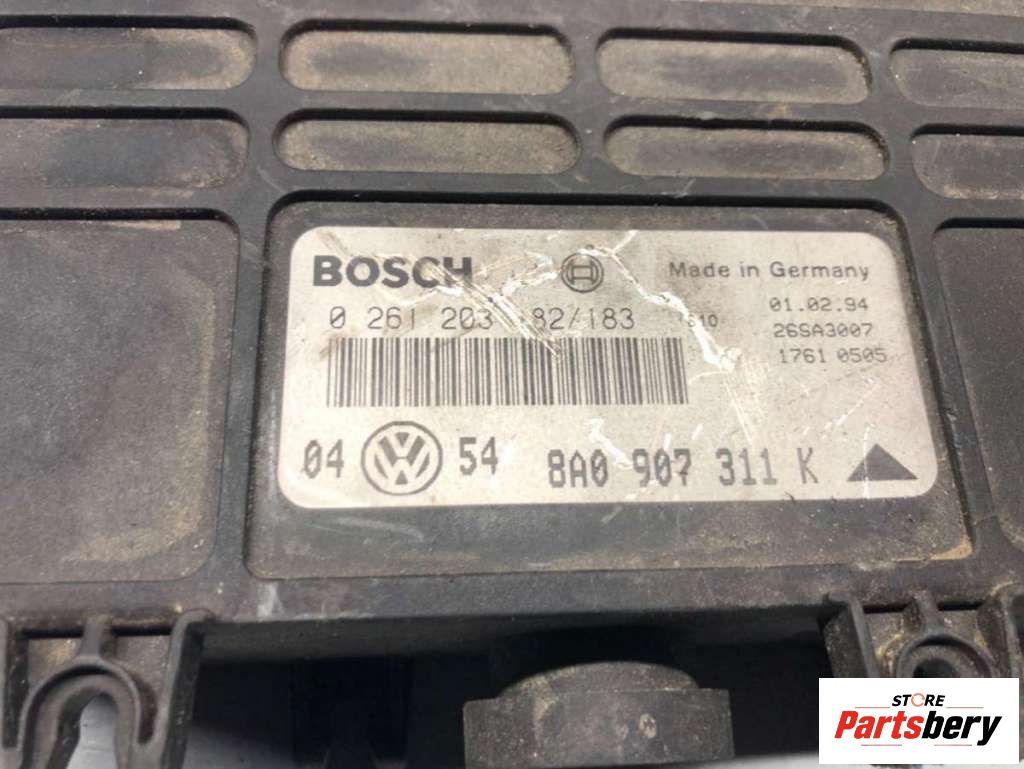 BOSCH
Made in Germany
0 261 203 82/183
01.02.94
26SA3007
1761 0505
04 VW 54 8A0 907 311 K
STORE
Partsbery